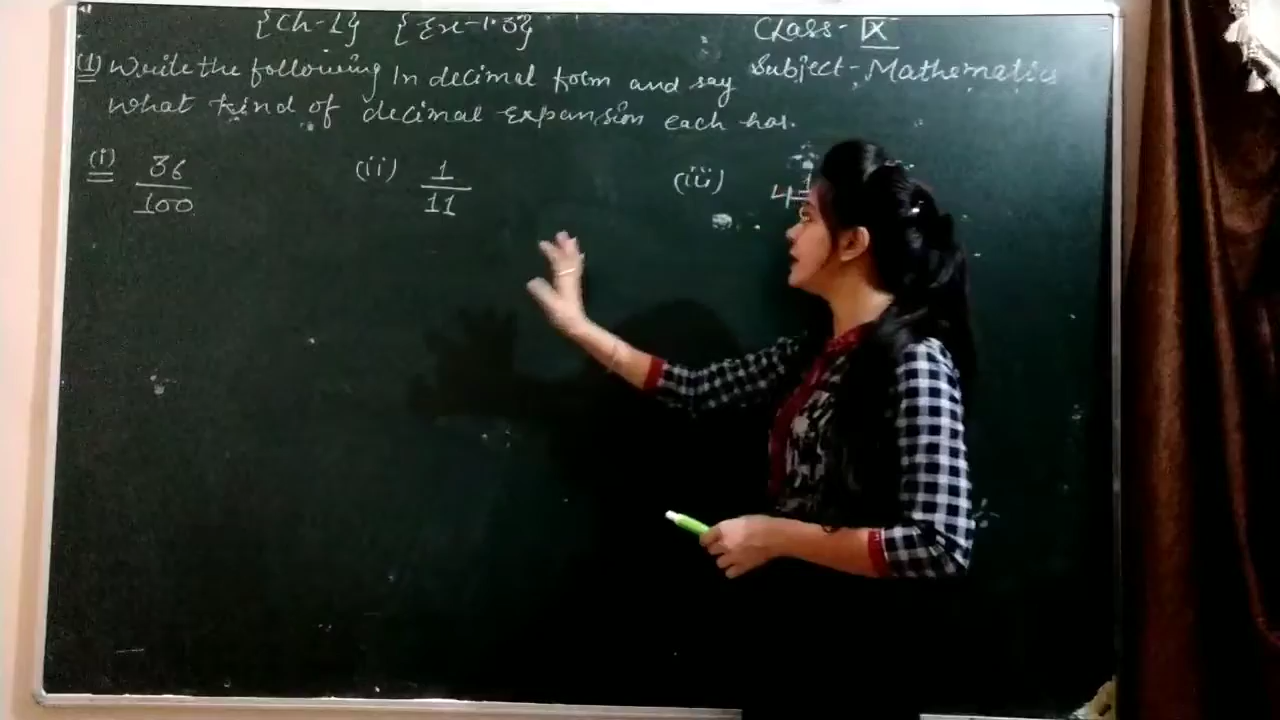 {Ch-1} {Ex-1.3}
Class- X
Subject-Mathematics
(1) Write the following In decimal form and say
what kind of decimal expansion each has.
(i) 36/100 (ii) 1/11 (iii) 4 1